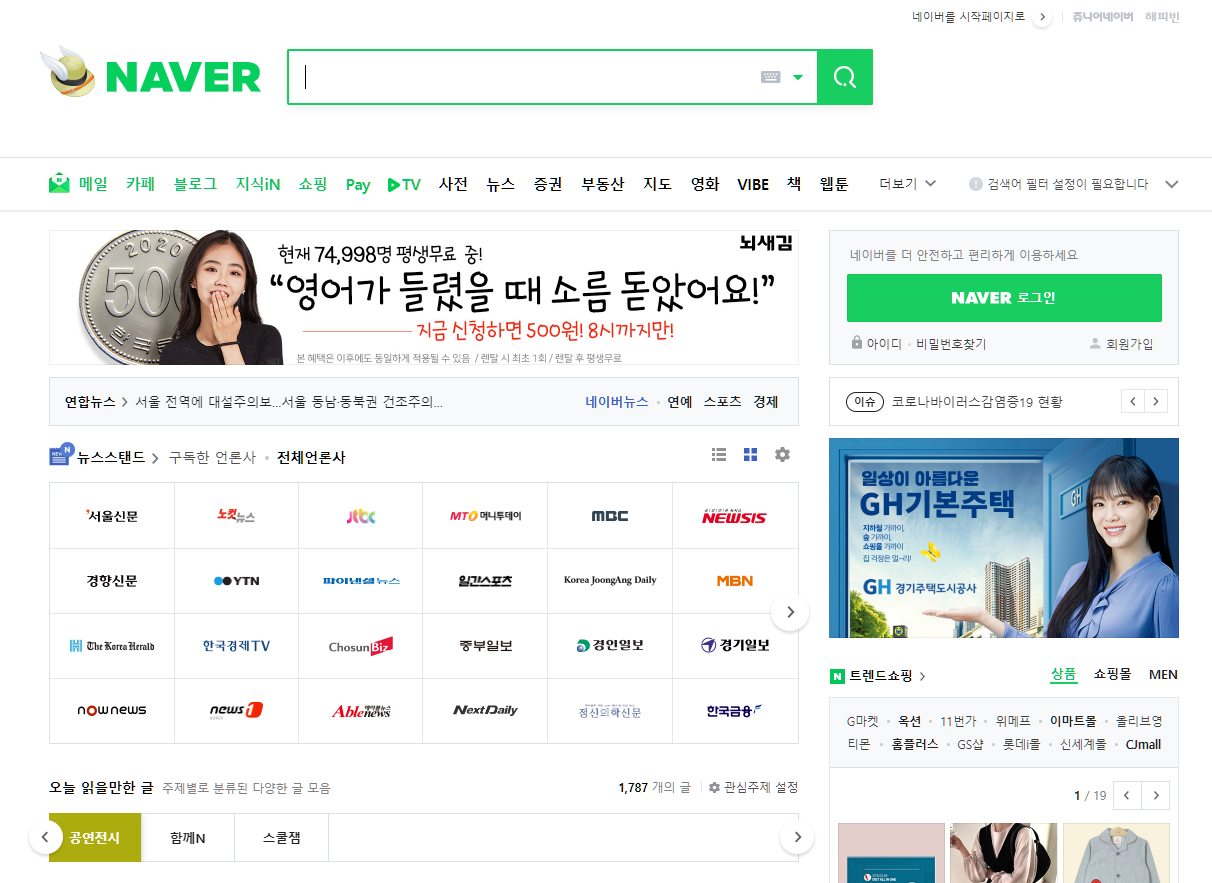 네이버를 시작페이지로
쥬니어네이버 해피빈
NAVER
메일 카페 블로그 지식iN 쇼핑 Pay TV 사전 뉴스 증권 부동산 지도 영화 VIBE 책 웹툰 더보기 검색어 필터 설정이 필요합니다
2020
500
현재 74,998명 평생무료 중!
뇌새김
“영어가 들렸을 때 소름 돋았어요!”
지금 신청하면 500원! 8시까지만!
본 혜택은 이후에도 동일하게 적용될 수 있음 / 렌탈 시 최초 1회 / 렌탈 후 평생무료
네이버를 더 안전하고 편리하게 이용하세요
NAVER 로그인
아이디 · 비밀번호찾기 회원가입
연합뉴스 > 서울 전역에 대설주의보...서울 동남·동북권 건조주의...
네이버뉴스 · 연예 스포츠 경제
이슈 코로나바이러스감염증19 현황
NEW N 뉴스스탠드 > 구독한 언론사 · 전체언론사
서울신문 노컷뉴스 jtbc MTO 머니투데이 MBC NEWSIS
경향신문 YTN 파이낸셜뉴스 일간스포츠 Korea JoongAng Daily MBN
The Korea Herald 한국경제TV ChosunBiz 중부일보 경인일보 경기일보
nownews news1 KOREA Ablenews 에이블뉴스 NextDaily 정신의학신문 한국금융
일상이 아름다운
GH기본주택
지하철 가까이,
숲 가까이,
쇼핑몰 가까이
집 걱정은 멀~리!
GH 경기주택도시공사
GH
N 트렌드쇼핑 >
상품 쇼핑몰 MEN
G마켓 · 옥션 · 11번가 · 위메프 · 이마트몰 · 올리브영
티몬 · 홈플러스 · GS샵 · 롯데i몰 · 신세계몰 · CJmall
1 / 19
오늘 읽을만한 글 주제별로 분류된 다양한 글 모음
1,787 개의 글 관심주제 설정
공연전시 함께N 스쿨잼